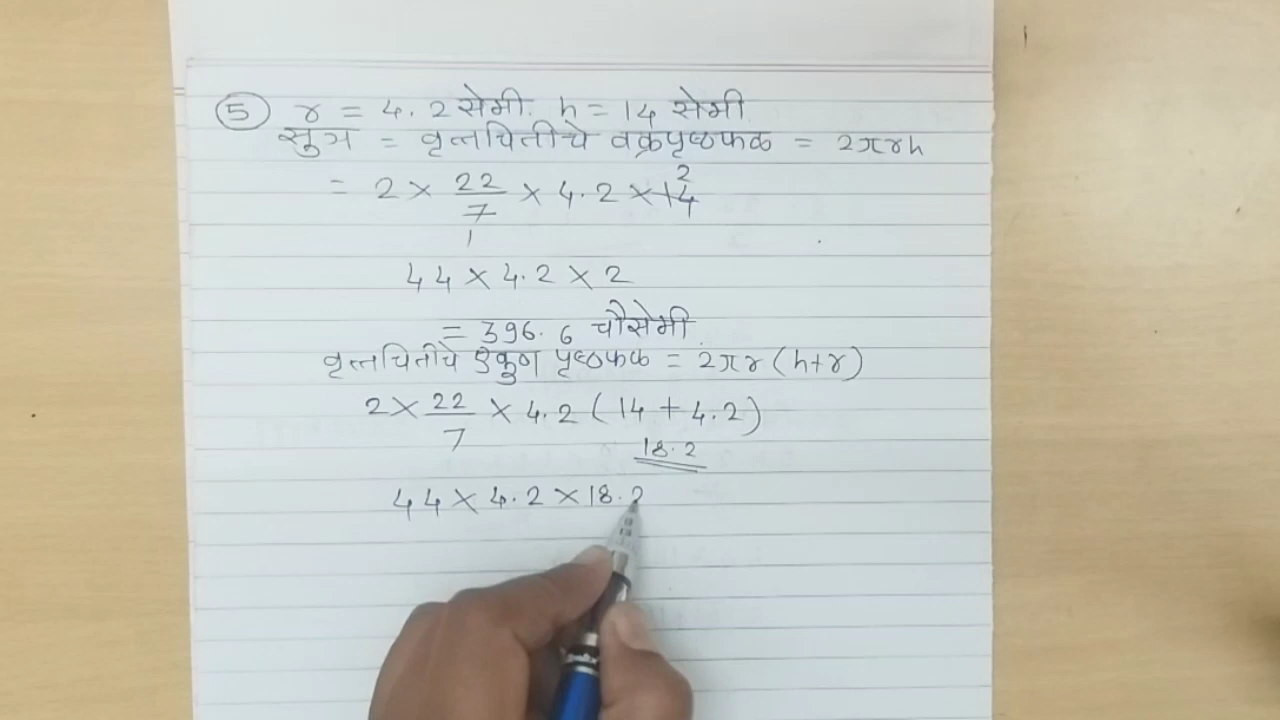 5 r = 4.2 सेमी. h = 14 सेमी
सुत्र = वृत्तचितीचे वक्रपृष्ठफळ = 2πrh
= 2 × 22/7 × 4.2 × 14 2
1
44 × 4.2 × 2
= 396.6 चौसेमी.
वृत्तचितीचे एकुण पृष्ठफळ = 2πr (h+r)
2 × 22/7 × 4.2 (14 + 4.2)
18.2
44 × 4.2 × 18.2